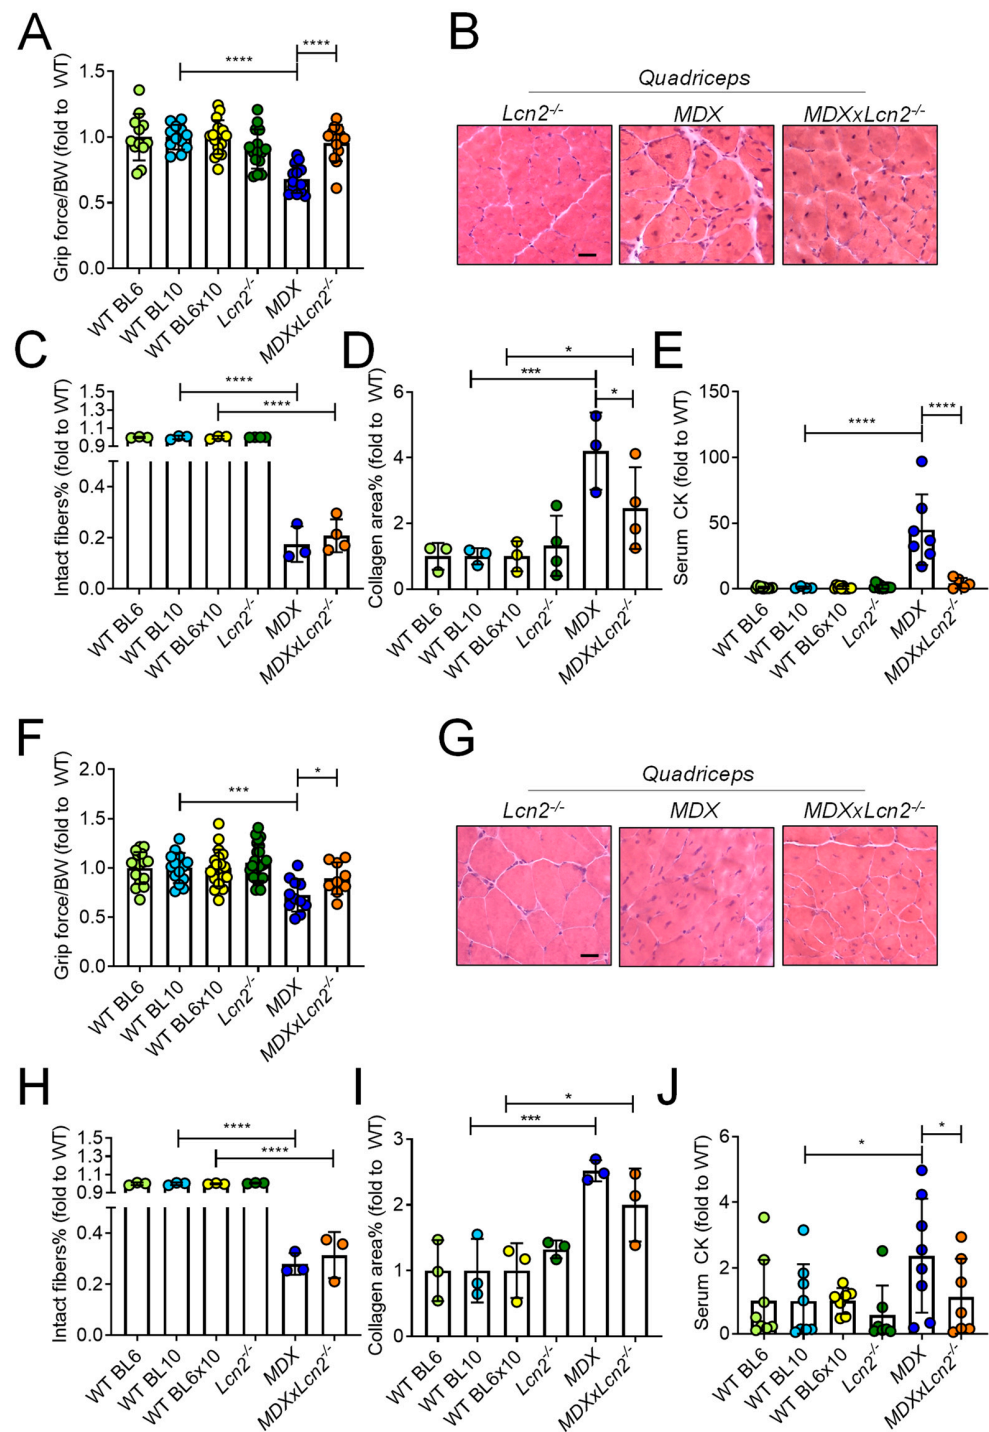 A
Grip force/BW (fold to WT)
1.5
1.0
0.5
0.0
****
****
WT BL6
WT BL10
WT BL6x10
Lcn2-/-
MDX
MDXxLcn2-/-
B
Quadriceps
Lcn2-/-
MDX
MDXxLcn2-/-
C
Intact fibers% (fold to WT)
1.5
1.3
1.1
0.9
0.4
0.2
0.0
****
****
WT BL6
WT BL10
WT BL6x10
Lcn2-/-
MDX
MDXxLcn2-/-
D
Collagen area% (fold to WT)
6
4
2
0
*
***
*
WT BL6
WT BL10
WT BL6x10
Lcn2-/-
MDX
MDXxLcn2-/-
E
Serum CK (fold to WT)
150
100
50
0
****
****
WT BL6
WT BL10
WT BL6x10
Lcn2-/-
MDX
MDXxLcn2-/-
F
Grip force/BW (fold to WT)
2.0
1.5
1.0
0.5
0.0
***
*
WT BL6
WT BL10
WT BL6x10
Lcn2-/-
MDX
MDXxLcn2-/-
G
Quadriceps
Lcn2-/-
MDX
MDXxLcn2-/-
H
Intact fibers% (fold to WT)
1.5
1.3
1.1
0.9
0.4
0.2
0.0
****
****
WT BL6
WT BL10
WT BL6x10
Lcn2-/-
MDX
MDXxLcn2-/-
I
Collagen area% (fold to WT)
3
2
1
0
*
***
WT BL6
WT BL10
WT BL6x10
Lcn2-/-
MDX
MDXxLcn2-/-
J
Serum CK (fold to WT)
6
4
2
0
*
*
WT BL6
WT BL10
WT BL6x10
Lcn2-/-
MDX
MDXxLcn2-/-